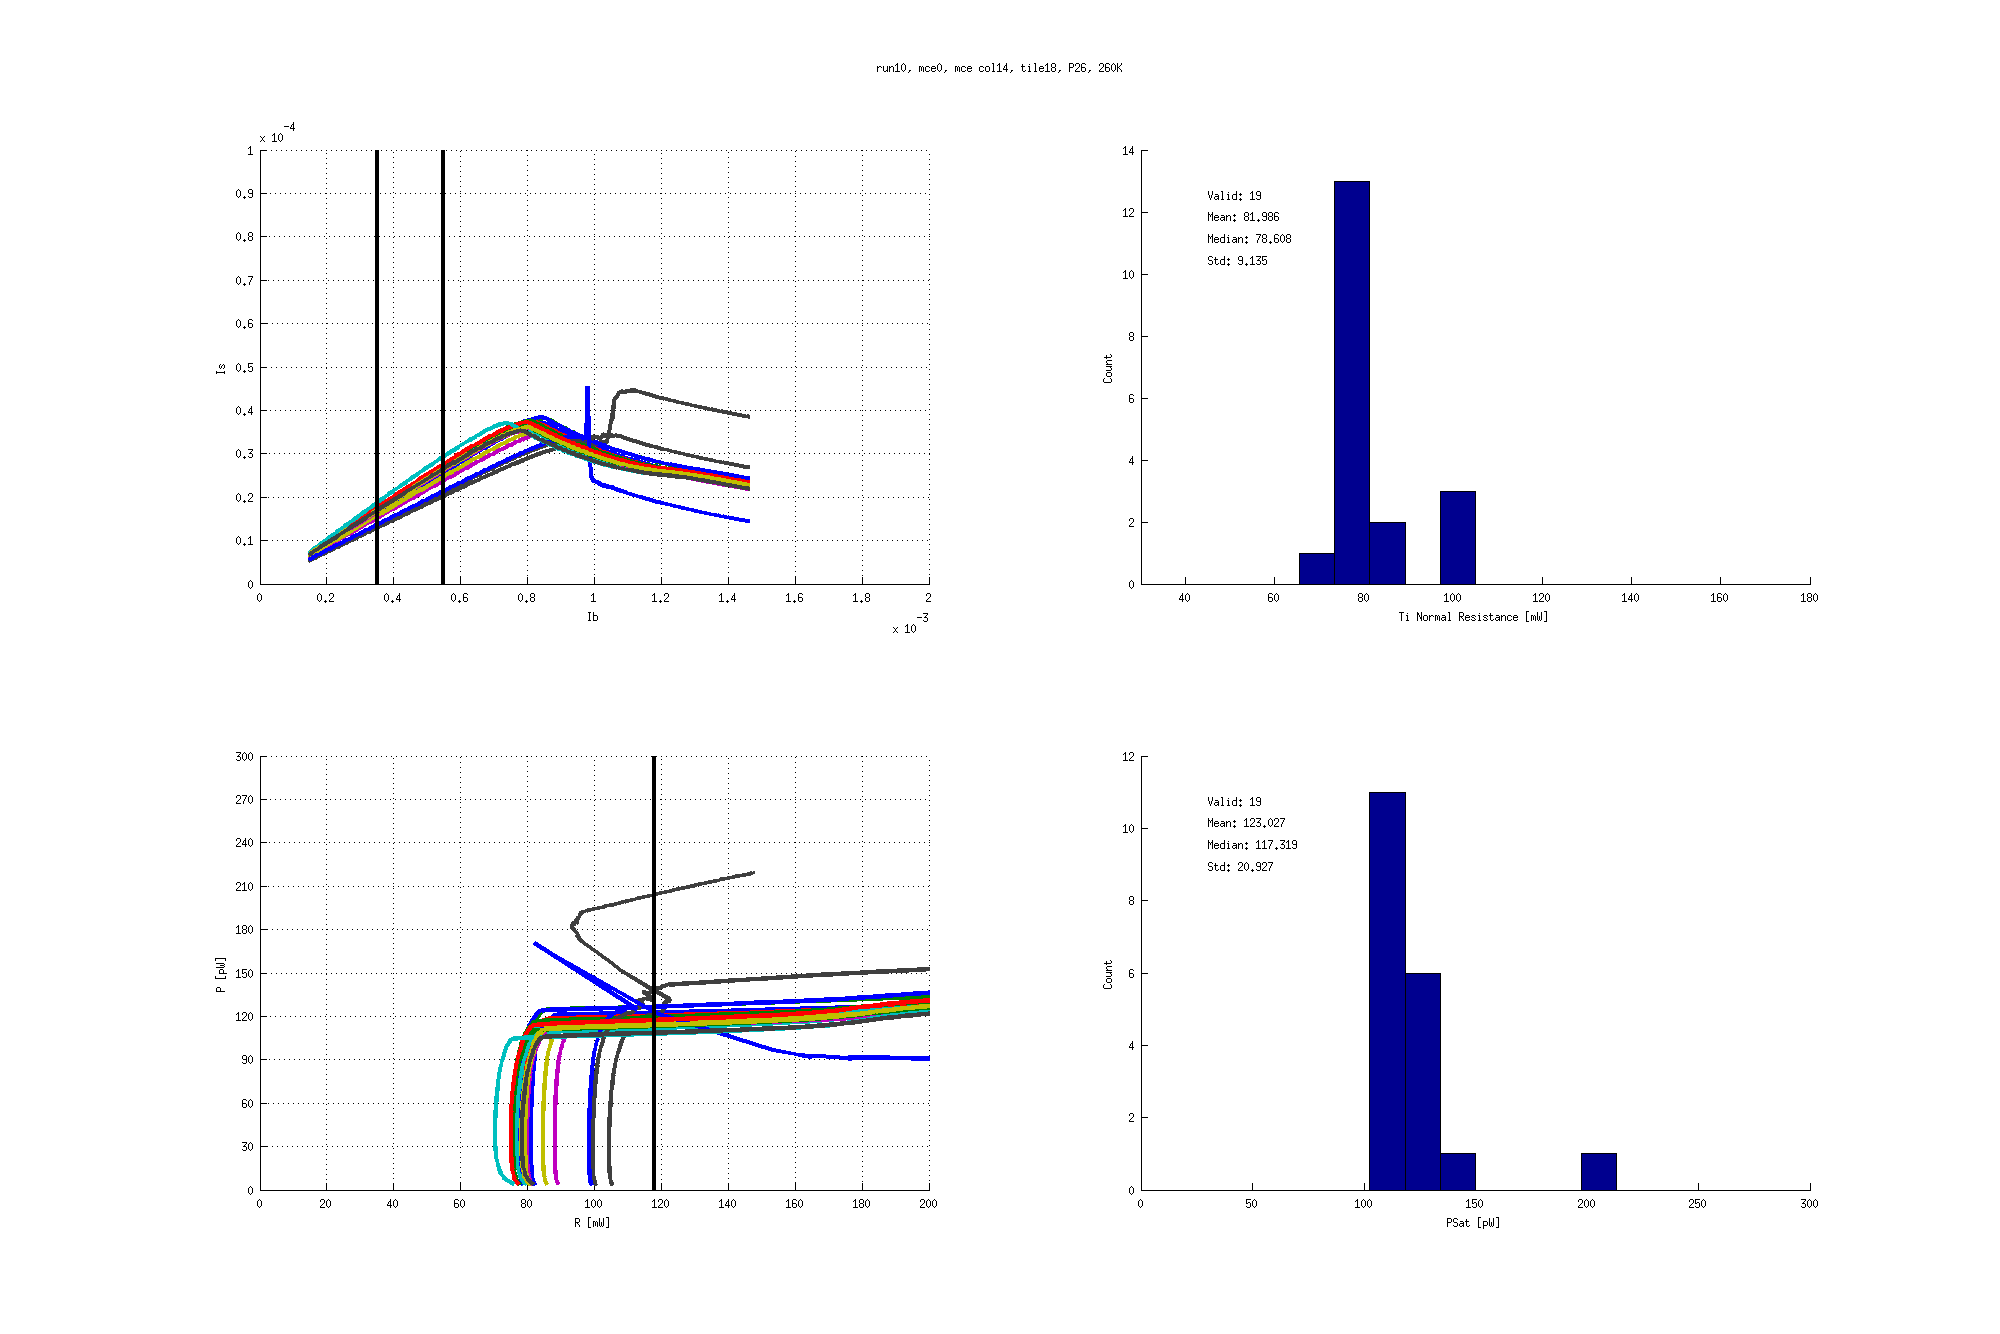 run10, mce0, mce col14, tile18, P26, 260K
x 10^-4
1
0.9
0.8
0.7
0.6
0.5
0.4
0.3
0.2
0.1
0
Is
0 0.2 0.4 0.6 0.8 1 1.2 1.4 1.6 1.8 2
Ib
x 10^-3
14
12
10
8
6
4
2
0
Count
Valid: 19
Mean: 81.986
Median: 78.608
Std: 9.135
40 60 80 100 120 140 160 180
Ti Normal Resistance [mW]
300
270
240
210
180
150
120
90
60
30
0
P [pW]
0 20 40 60 80 100 120 140 160 180 200
R [mW]
12
10
8
6
4
2
0
Count
Valid: 19
Mean: 123.027
Median: 117.319
Std: 20.927
0 50 100 150 200 250 300
PSat [pW]